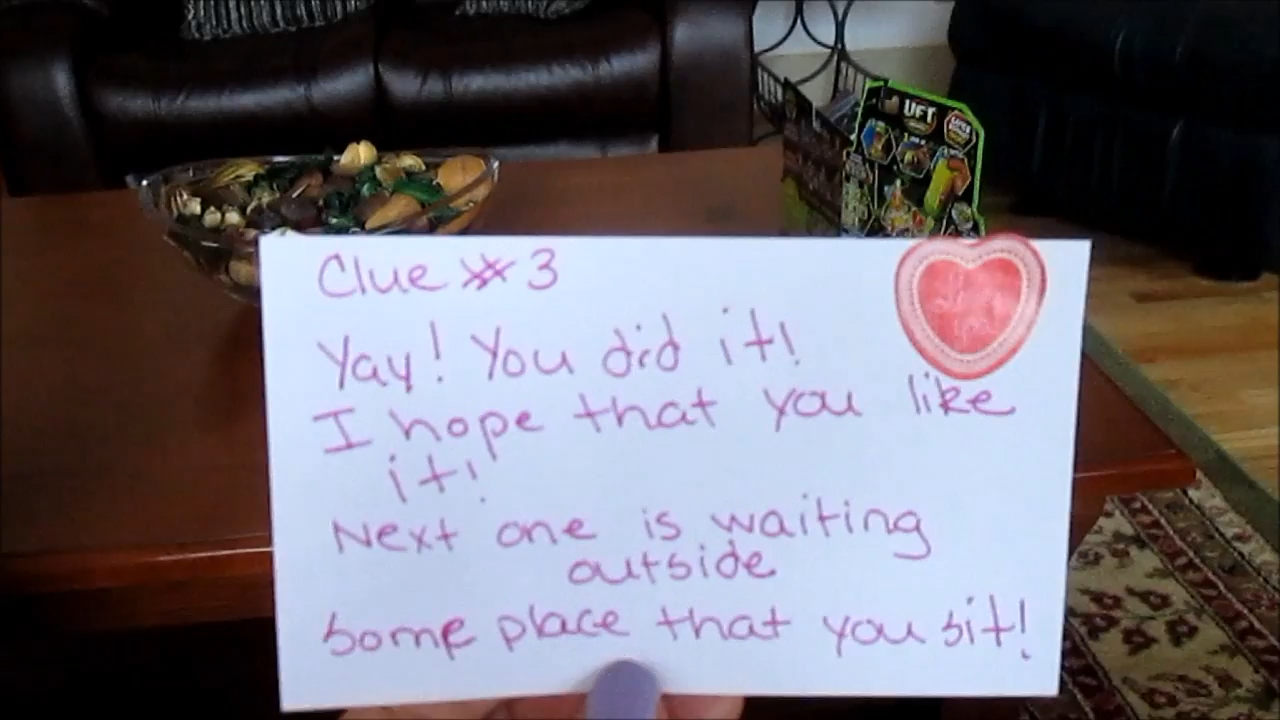 UFT
Clue # 3
Yay! You did it!
I hope that you like
it!
Next one is waiting
outside
Some place that you sit!